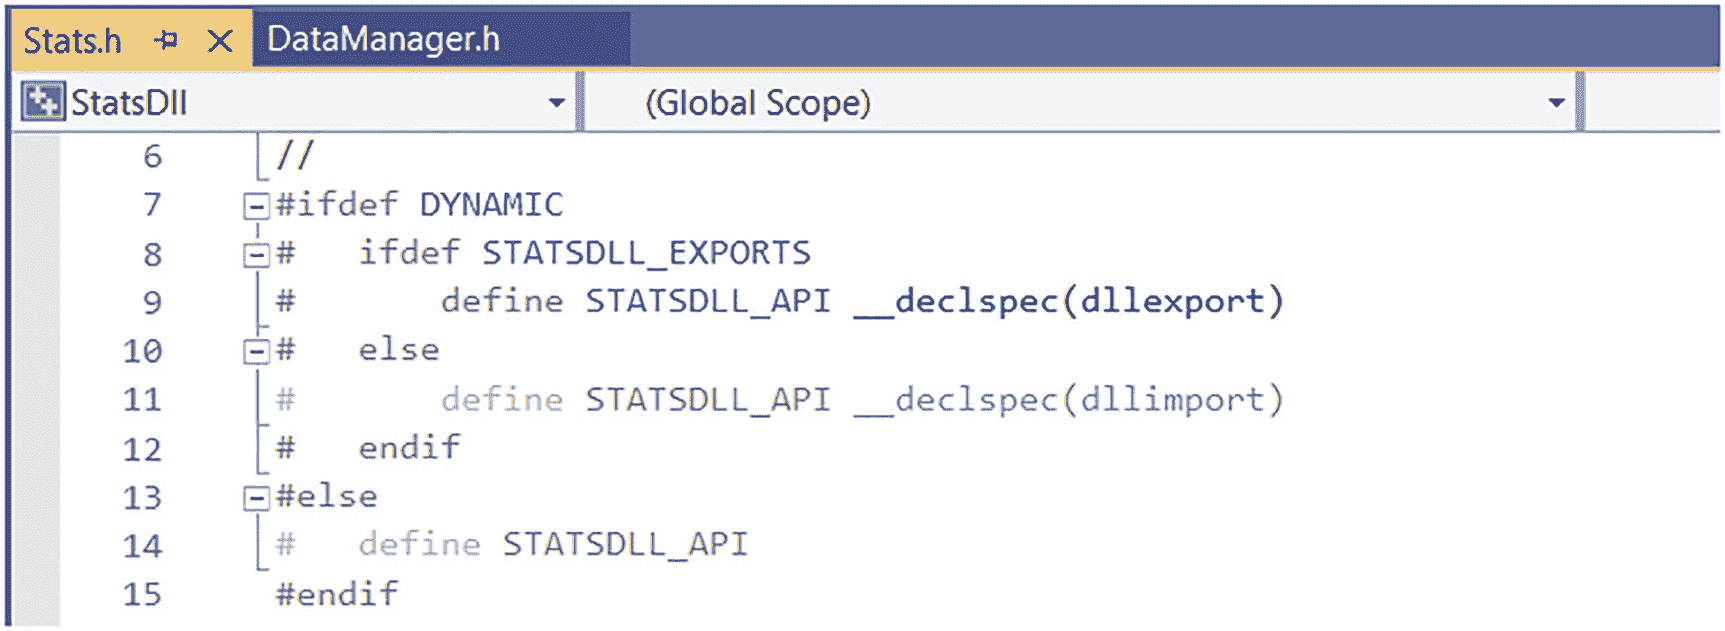 Stats.h DataManager.h
StatsDll (Global Scope)
6 //
7 #ifdef DYNAMIC
8 #   ifdef STATSDLL_EXPORTS
9 #       define STATSDLL_API __declspec(dllexport)
10 #   else
11 #       define STATSDLL_API __declspec(dllimport)
12 #   endif
13 #else
14 #   define STATSDLL_API
15 #endif